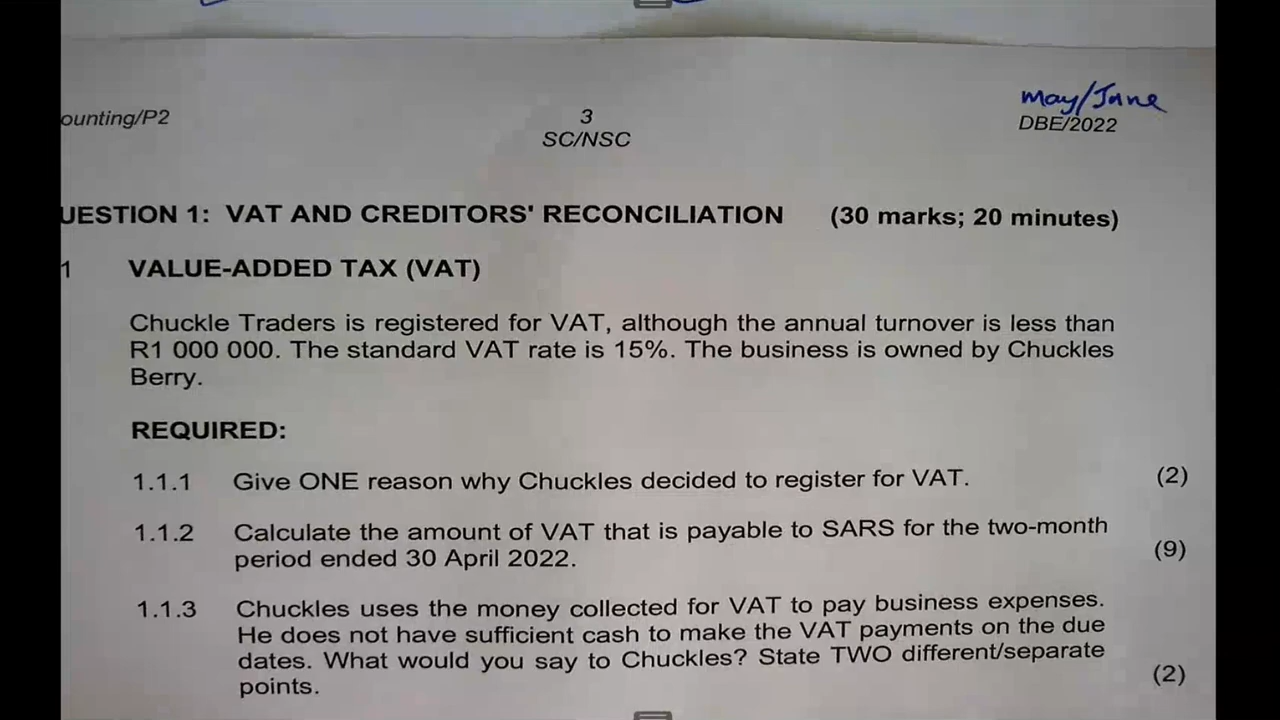 May/June
ounting/P2 3 DBE/2022
SC/NSC
UESTION 1: VAT AND CREDITORS' RECONCILIATION (30 marks; 20 minutes)
1 VALUE-ADDED TAX (VAT)
Chuckle Traders is registered for VAT, although the annual turnover is less than
R1 000 000. The standard VAT rate is 15%. The business is owned by Chuckles
Berry.
REQUIRED:
1.1.1 Give ONE reason why Chuckles decided to register for VAT. (2)
1.1.2 Calculate the amount of VAT that is payable to SARS for the two-month
period ended 30 April 2022. (9)
1.1.3 Chuckles uses the money collected for VAT to pay business expenses.
He does not have sufficient cash to make the VAT payments on the due
dates. What would you say to Chuckles? State TWO different/separate
points. (2)